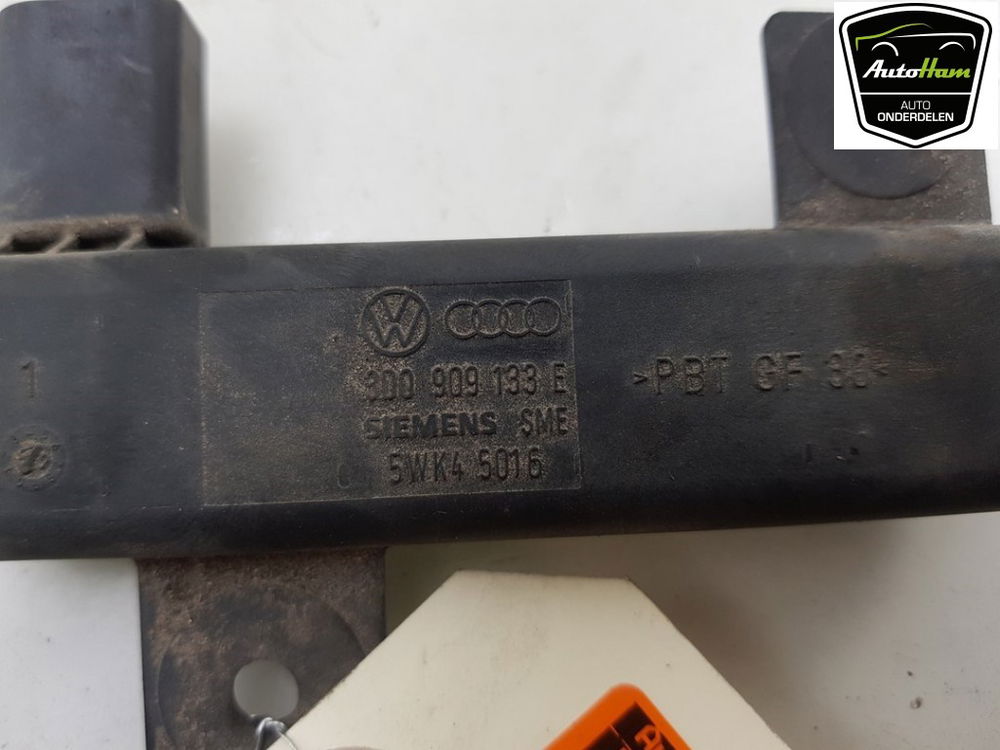 AutoHam
AUTO
ONDERDELEN
3D0 909 133 E
SIEMENS SME
5WK4 5016
>PBT GF 30<
1